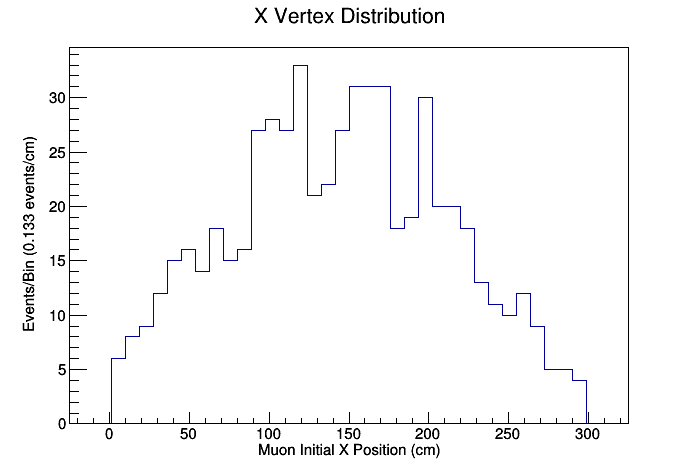 X Vertex Distribution
Events/Bin (0.133 events/cm)
30
25
20
15
10
5
0
0 50 100 150 200 250 300
Muon Initial X Position (cm)